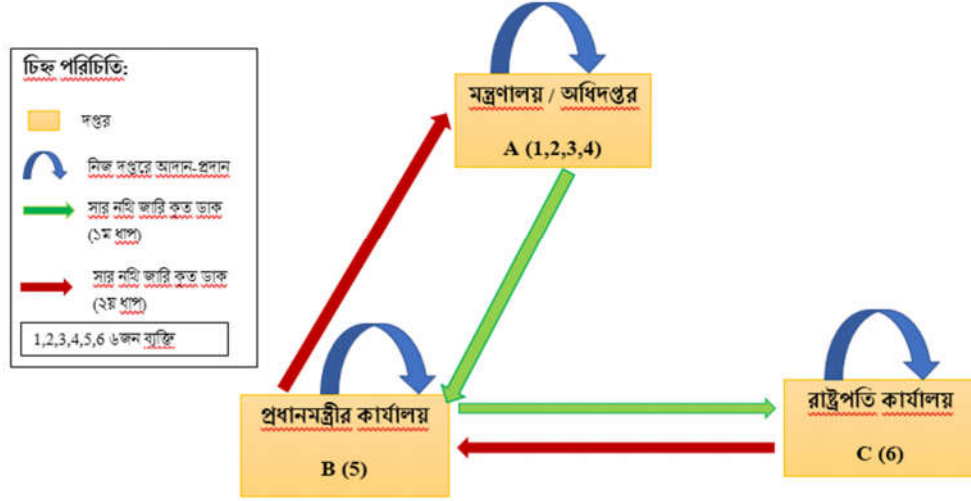 চিহ্ন পরিচিতি:
দপ্তর
নিজ দপ্তরে আদান-প্রদান
সার নথি জারি কৃত ডাক
(১ম ধাপ)
সার নথি জারি কৃত ডাক
(২য় ধাপ)
1,2,3,4,5,6 ৬জন ব্যক্তি
মন্ত্রণালয় / অধিদপ্তর
A (1,2,3,4)
প্রধানমন্ত্রীর কার্যালয়
B (5)
রাষ্ট্রপতি কার্যালয়
C (6)